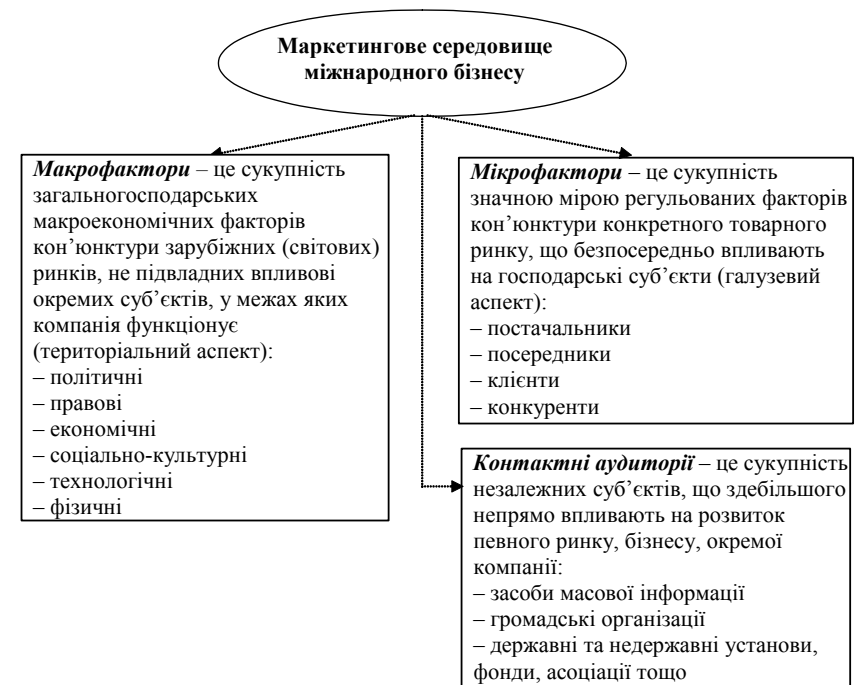 Маркетингове середовище
міжнародного бізнесу
Макрофактори – це сукупність
загальногосподарських
макроекономічних факторів
кон’юнктури зарубіжних (світових)
ринків, не підвладних впливові
окремих суб’єктів, у межах яких
компанія функціонує
(територіальний аспект):
– політичні
– правові
– економічні
– соціально-культурні
– технологічні
– фізичні
Мікрофактори – це сукупність
значною мірою регульованих факторів
кон’юнктури конкретного товарного
ринку, що безпосередньо впливають
на господарські суб’єкти (галузевий
аспект):
– постачальники
– посередники
– клієнти
– конкуренти
Контактні аудиторії – це сукупність
незалежних суб’єктів, що здебільшого
непрямо впливають на розвиток
певного ринку, бізнесу, окремої
компанії:
– засоби масової інформації
– громадські організації
– державні та недержавні установи,
фонди, асоціації тощо